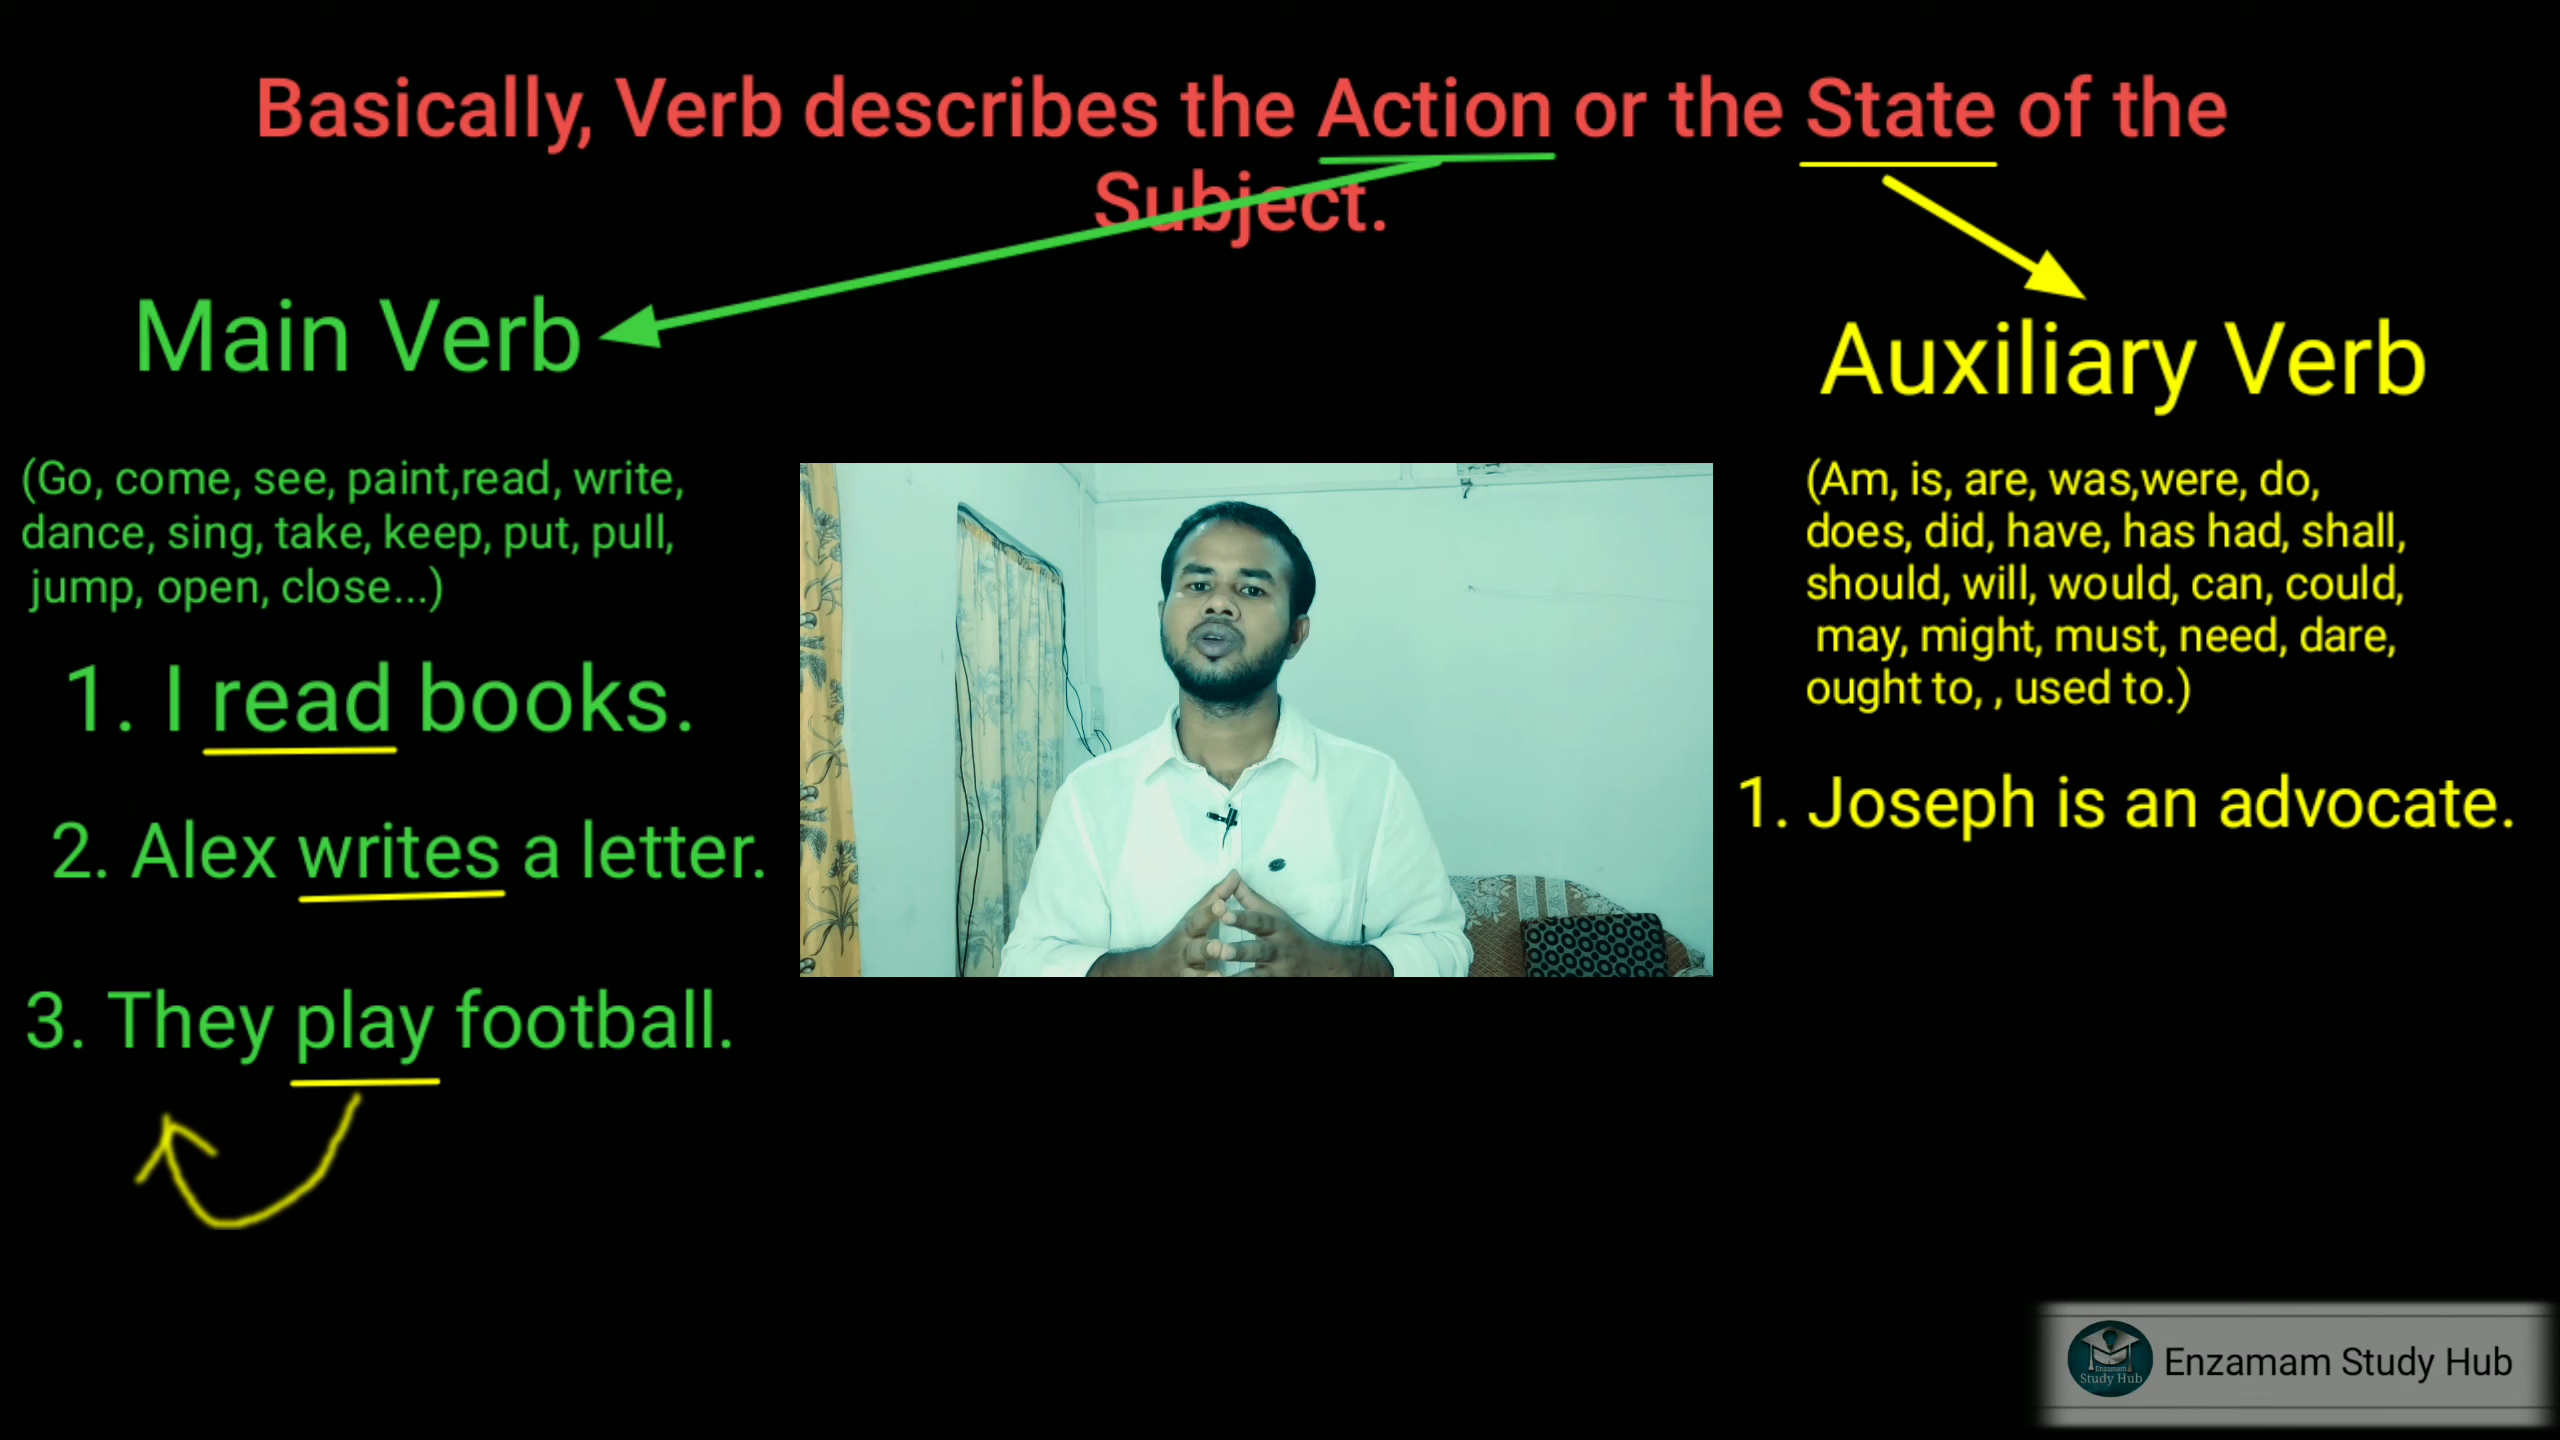 Basically, Verb describes the Action or the State of the
Subject.
Main Verb
(Go, come, see, paint,read, write,
dance, sing, take, keep, put, pull,
jump, open, close...)
1. I read books.
2. Alex writes a letter.
3. They play football.
Auxiliary Verb
(Am, is, are, was,were, do,
does, did, have, has had, shall,
should, will, would, can, could,
may, might, must, need, dare,
ought to, , used to.)
1. Joseph is an advocate.
Enzamam
Study Hub
Enzamam Study Hub